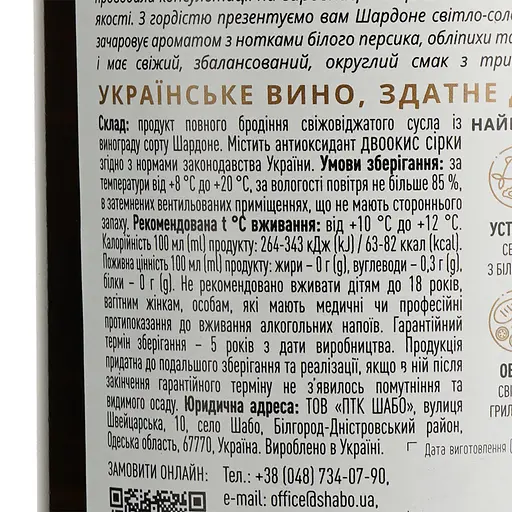 якості. З гордістю презентуємо вам Шардоне світло-соло
зачаровує ароматом з нотками білого персика, обліпихи та
і має свіжий, збалансований, округлий смак з три
УКРАЇНСЬКЕ ВИНО, ЗДАТНЕ
Склад: продукт повного бродіння свіжовіджатого сусла із
винограду сорту Шардоне. Містить антиоксидант ДВООКИС СІРКИ
згідно з нормами законодавства України. Умови зберігання: за
температури від +8 °С до +20 °С, за вологості повітря не більше 85 %,
в затемнених вентильованих приміщеннях, що не мають стороннього
запаху. Рекомендована t °С вживання: від +10 °С до +12 °С.
Калорійність 100 мл (ml) продукту: 264-343 кДж (kJ) / 63-82 ккал (kcal).
Поживна цінність 100 мл (ml) продукту: жири – 0 г (g), вуглеводи – 0,3 г (g),
білки – 0 г (g). Не рекомендовано вживати дітям до 18 років,
вагітним жінкам, особам, які мають медичні чи професійні
протипоказання до вживання алкогольних напоїв. Гарантійний
термін зберігання – 5 років з дати виробництва. Продукція
придатна до подальшого зберігання та реалізації, якщо в ній після
закінчення гарантійного терміну не з'явилось помутніння та
видимого осаду. Юридична адреса: ТОВ «ПТК ШАБО», вулиця
Швейцарська, 10, село Шабо, Білгород-Дністровський район,
Одеська область, 67770, Україна. Вироблено в Україні.
Дата виготовлення
ЗАМОВИТИ ОНЛАЙН:
Тел.: +38 (048) 734-07-90,
e-mail: office@shabo.ua,
НАЙ
УСТ
СЕ
З БІЛ
ОВ
СВІ
ГРИЛ